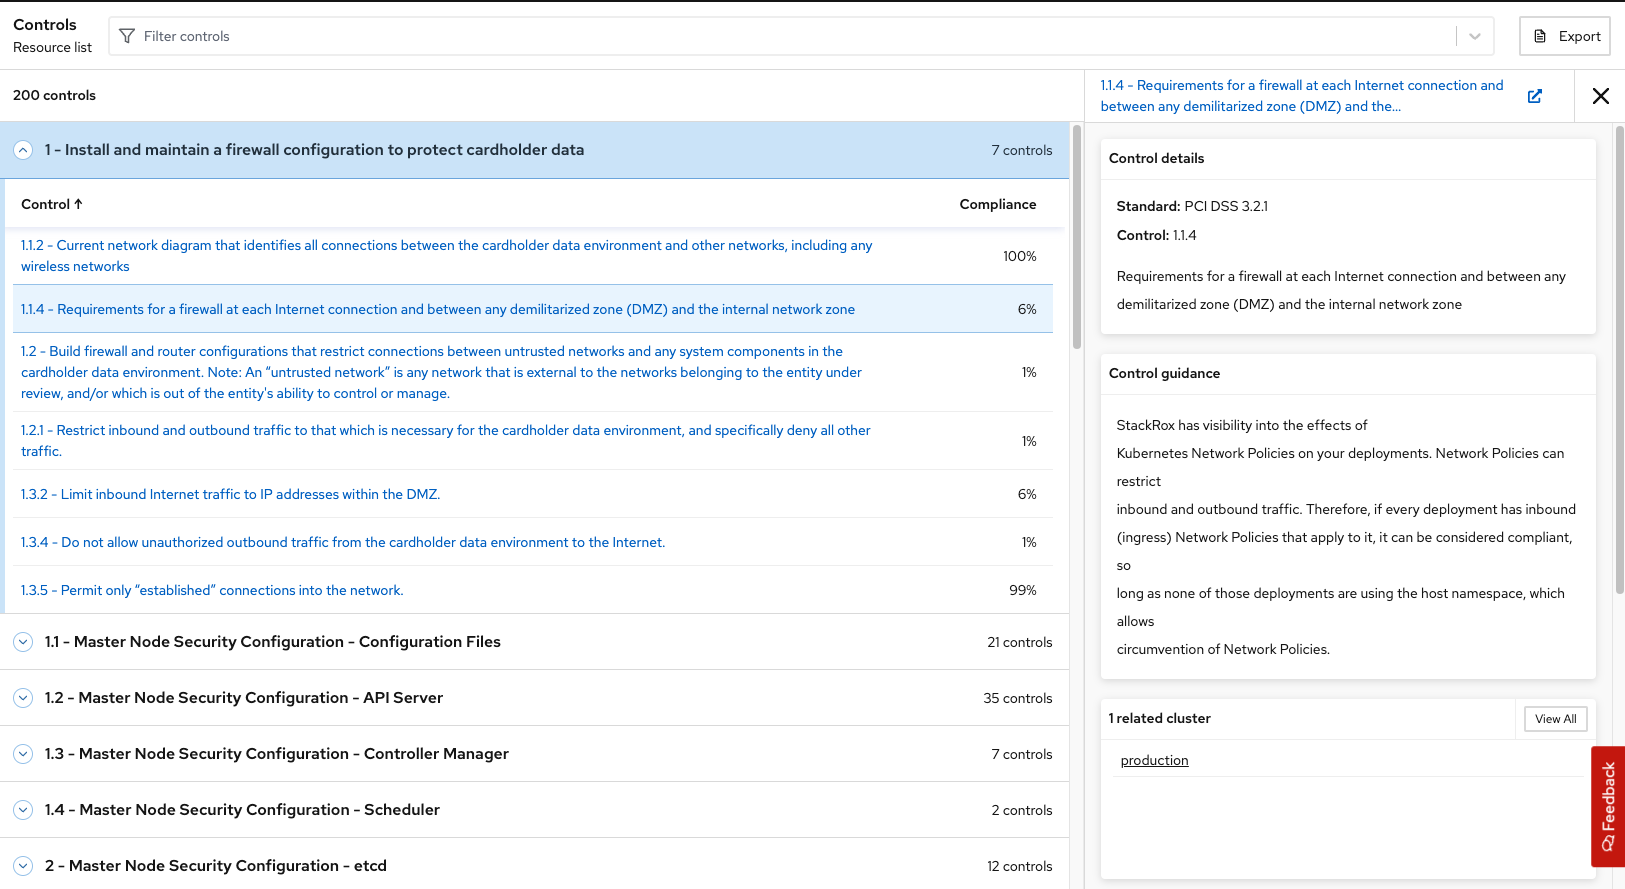 Controls
Resource list
Filter controls
Export
200 controls
1 - Install and maintain a firewall configuration to protect cardholder data
7 controls
Control ↑
Compliance
1.1.2 - Current network diagram that identifies all connections between the cardholder data environment and other networks, including any
wireless networks
100%
1.1.4 - Requirements for a firewall at each Internet connection and between any demilitarized zone (DMZ) and the internal network zone
6%
1.2 - Build firewall and router configurations that restrict connections between untrusted networks and any system components in the
cardholder data environment. Note: An “untrusted network” is any network that is external to the networks belonging to the entity under
review, and/or which is out of the entity's ability to control or manage.
1%
1.2.1 - Restrict inbound and outbound traffic to that which is necessary for the cardholder data environment, and specifically deny all other
traffic.
1%
1.3.2 - Limit inbound Internet traffic to IP addresses within the DMZ.
6%
1.3.4 - Do not allow unauthorized outbound traffic from the cardholder data environment to the Internet.
1%
1.3.5 - Permit only “established” connections into the network.
99%
1.1 - Master Node Security Configuration - Configuration Files
21 controls
1.2 - Master Node Security Configuration - API Server
35 controls
1.3 - Master Node Security Configuration - Controller Manager
7 controls
1.4 - Master Node Security Configuration - Scheduler
2 controls
2 - Master Node Security Configuration - etcd
12 controls
1.1.4 - Requirements for a firewall at each Internet connection and
between any demilitarized zone (DMZ) and the...
Control details
Standard: PCI DSS 3.2.1
Control: 1.1.4
Requirements for a firewall at each Internet connection and between any
demilitarized zone (DMZ) and the internal network zone
Control guidance
StackRox has visibility into the effects of
Kubernetes Network Policies on your deployments. Network Policies can
restrict
inbound and outbound traffic. Therefore, if every deployment has inbound
(ingress) Network Policies that apply to it, it can be considered compliant,
so
long as none of those deployments are using the host namespace, which
allows
circumvention of Network Policies.
1 related cluster
View All
production
Feedback